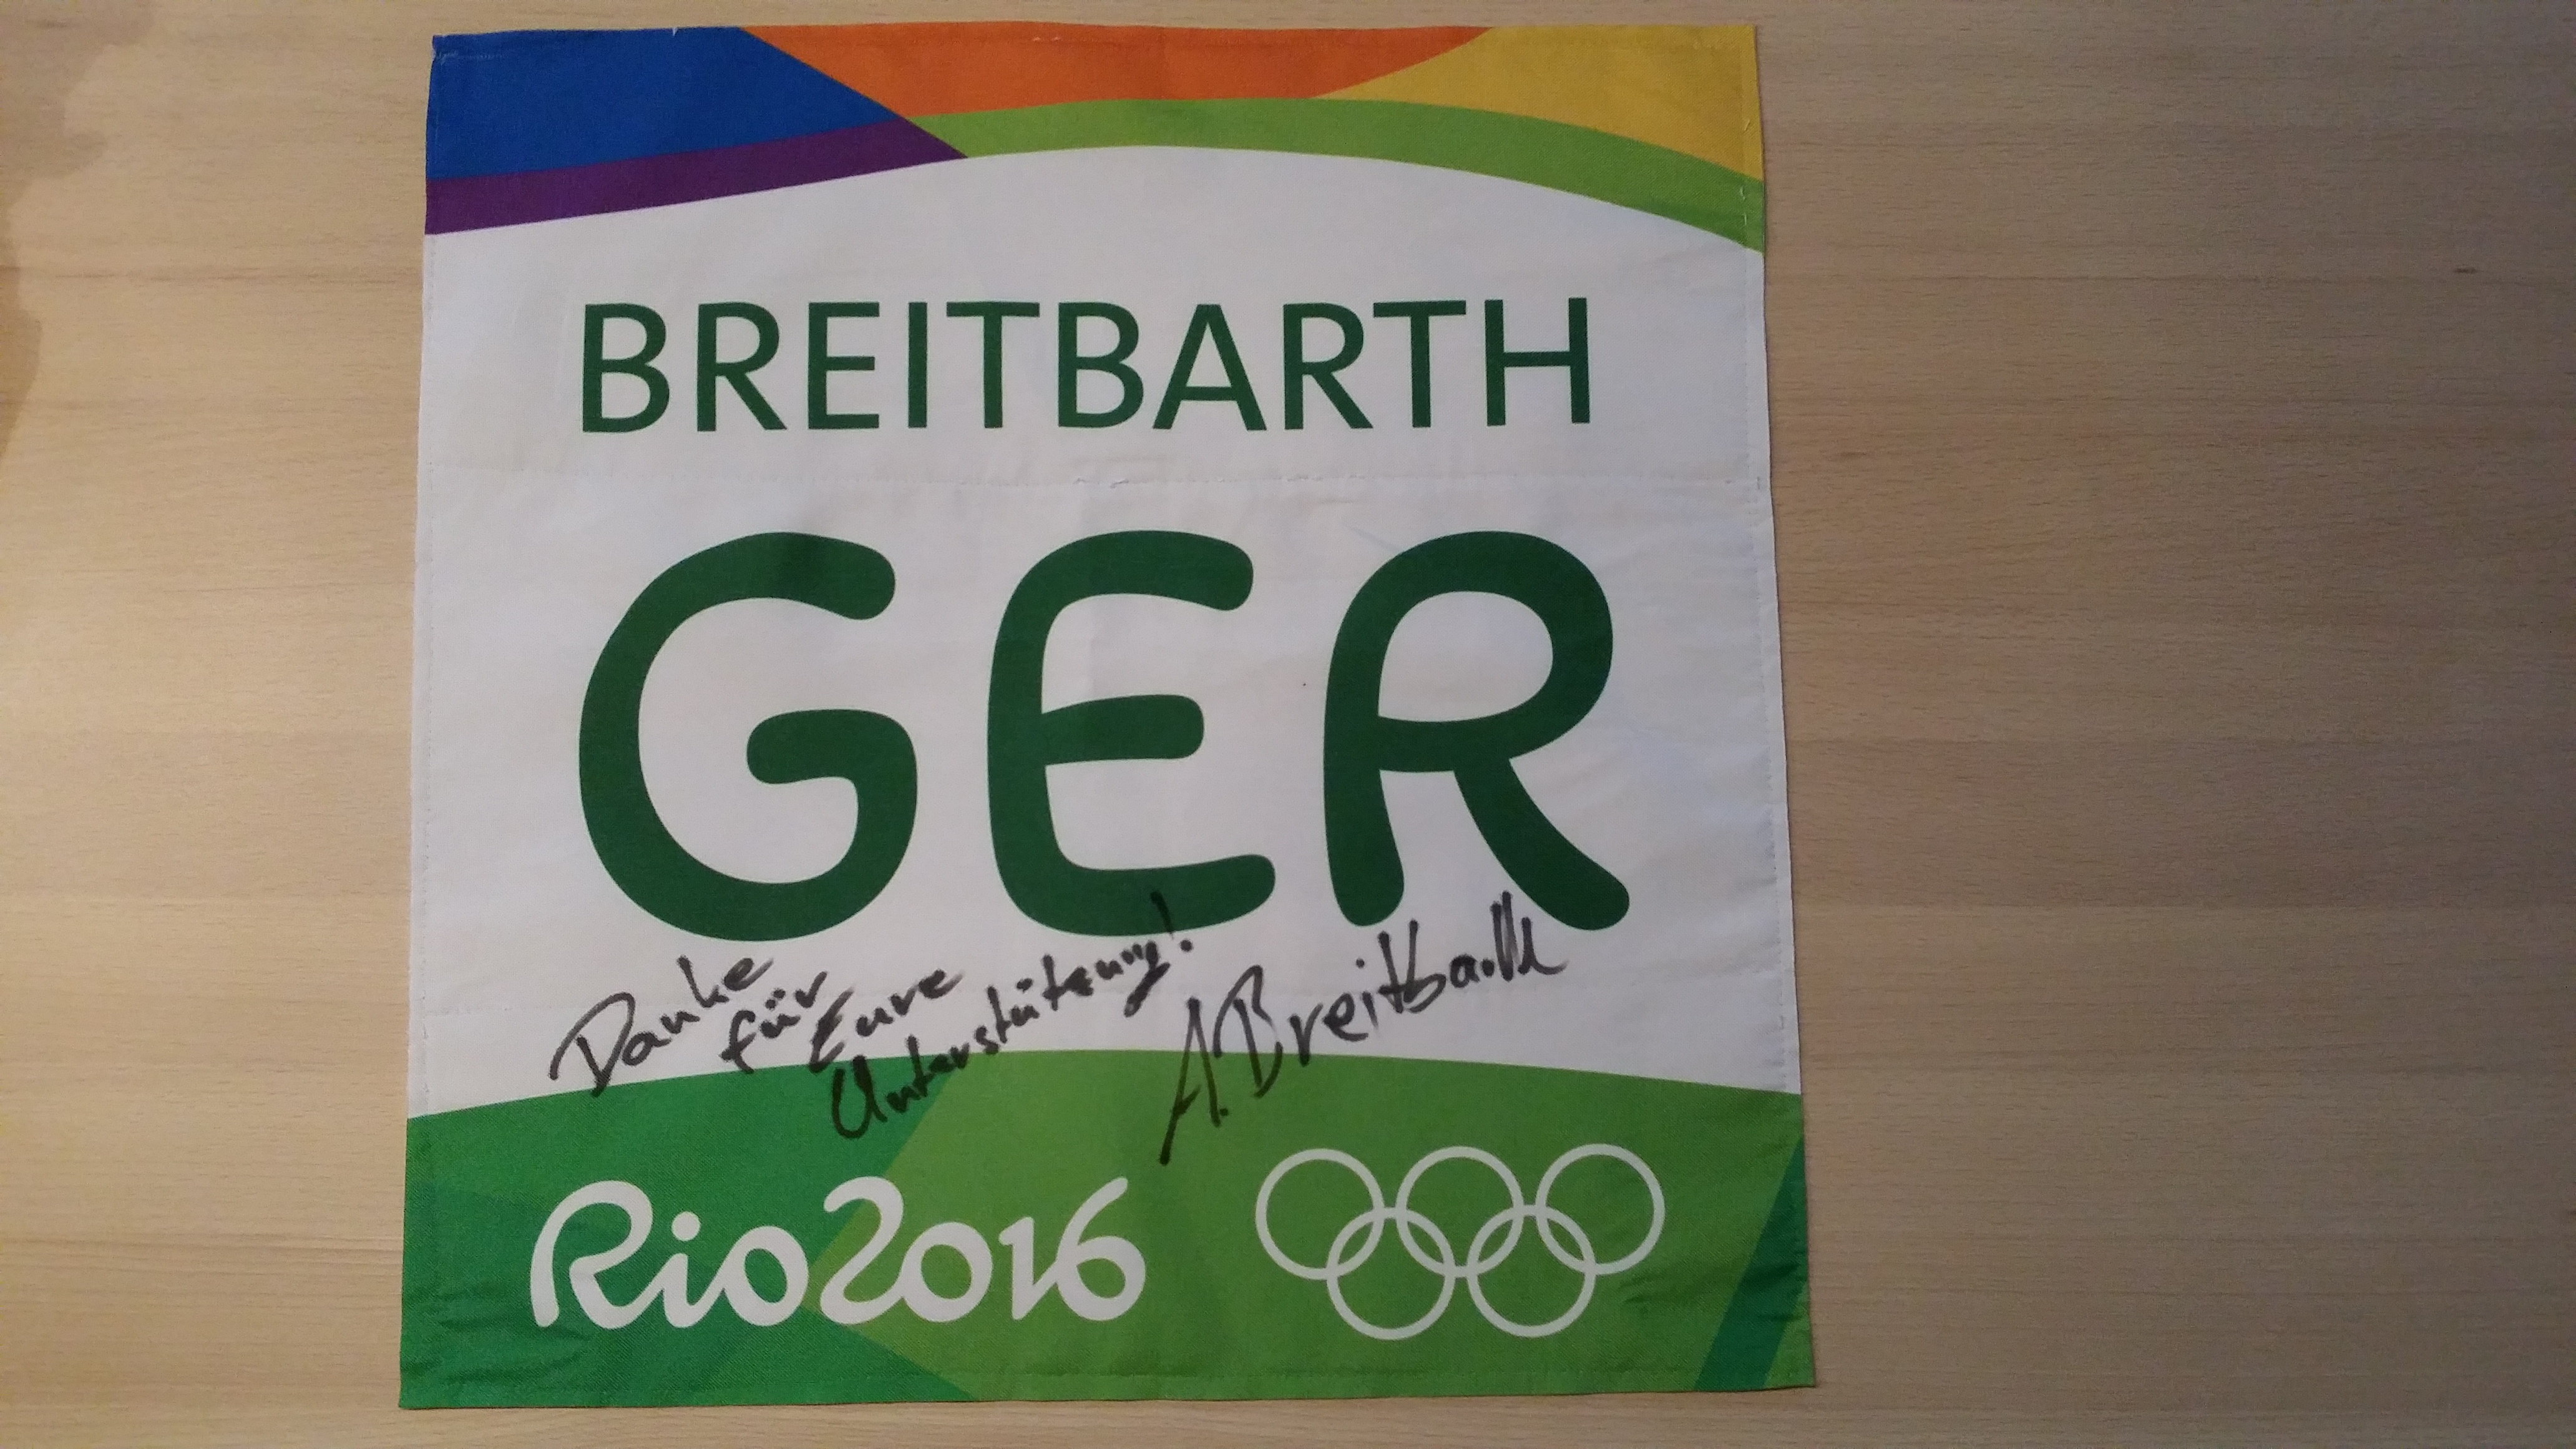 BREITBARTH
GER
Danke
für
Eure
Unterstützung!
A. Breitbarth
Rio2016